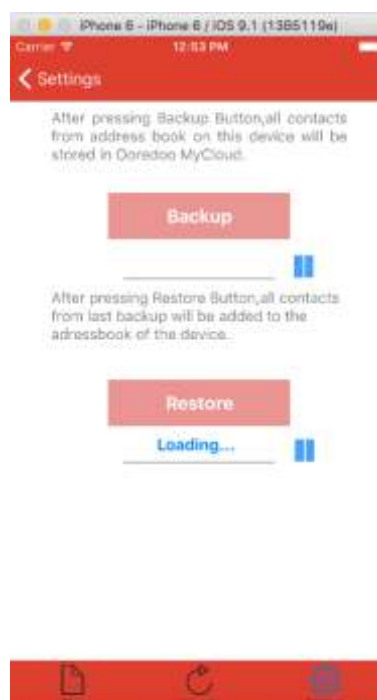 iPhone 6 - iPhone 6 / iOS 9.1 (13B5119e)
Carrier 12:53 PM
Settings
After pressing Backup Button,all contacts
from address book on this device will be
stored in Ooredoo MyCloud.
Backup
After pressing Restore Button,all contacts
from last backup will be added to the
adressbook of the device.
Restore
Loading...